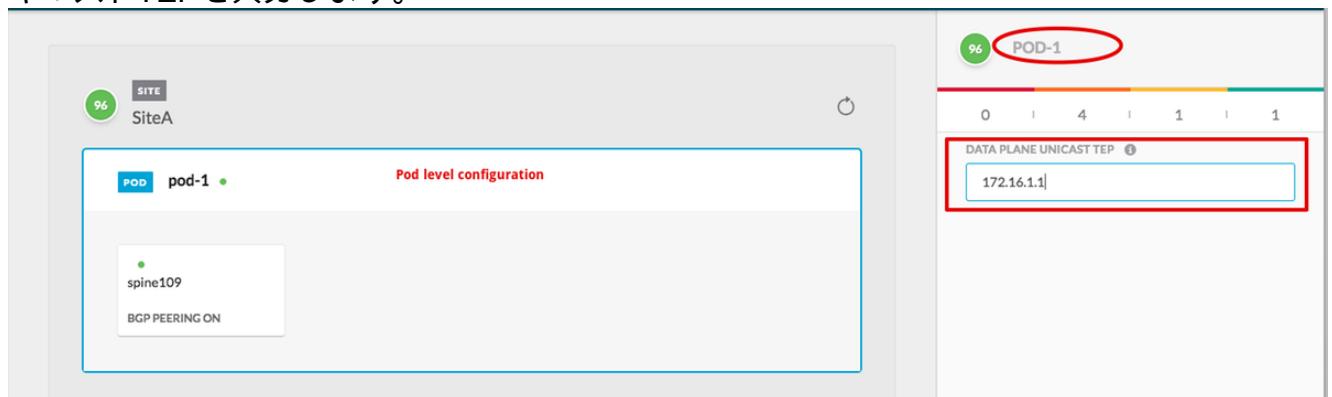 96
SITE
SiteA
POD pod-1
Pod level configuration
spine109
BGP PEERING ON
96 POD-1
0 4 1 1
DATA PLANE UNICAST TEP
172.16.1.1